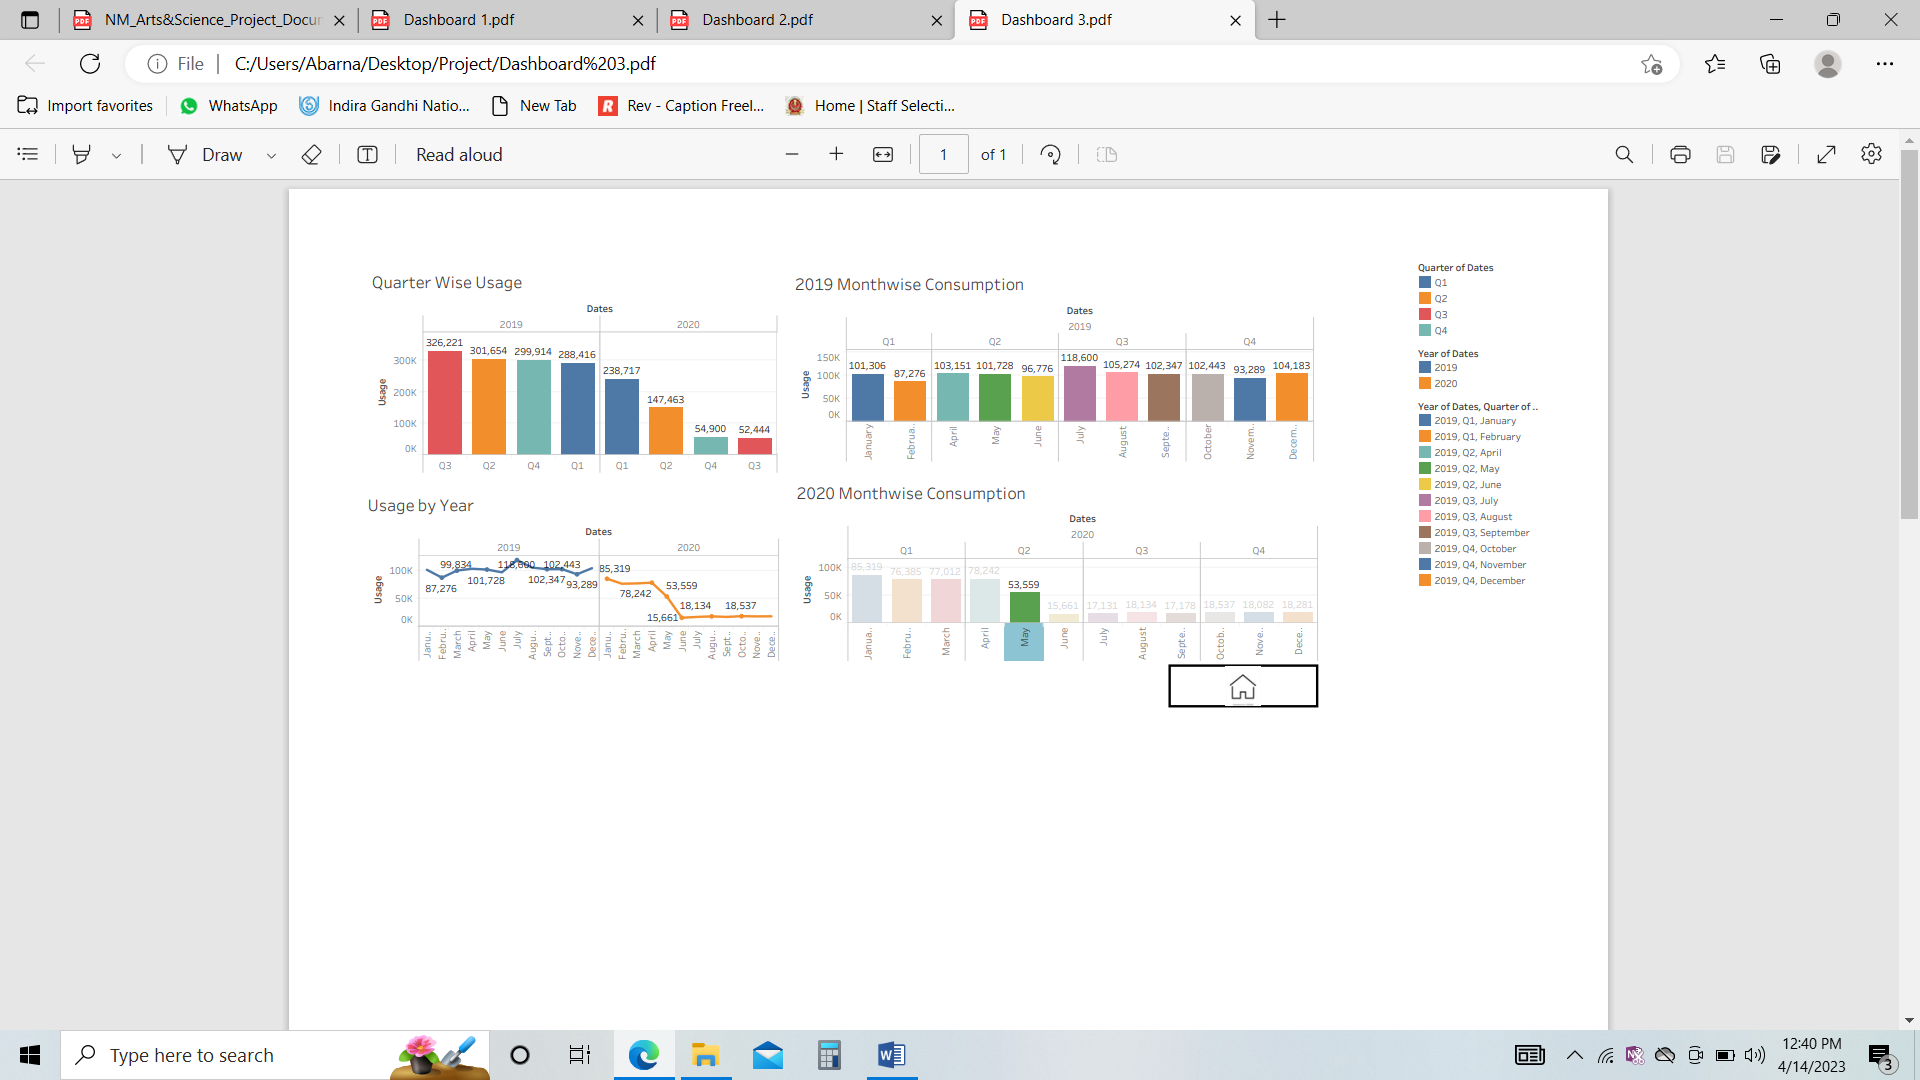 NM_Arts&Science_Project_Docur
Dashboard 1.pdf
Dashboard 2.pdf
Dashboard 3.pdf
File
C:/Users/Abarna/Desktop/Project/Dashboard%203.pdf
Import favorites
WhatsApp
Indira Gandhi Natio...
New Tab
Rev - Caption Freel...
Home | Staff Selecti...
Draw
Read aloud
1 of 1
Quarter Wise Usage
Dates
2019 2020
326,221 301,654 299,914 288,416 238,717 147,463 54,900 52,444
Usage
300K
200K
100K
0K
Q3 Q2 Q4 Q1 Q1 Q2 Q4 Q3
2019 Monthwise Consumption
Dates
2019
Q1 Q2 Q3 Q4
Usage
150K
100K
50K
0K
101,306 87,276 103,151 101,728 96,776 118,600 105,274 102,347 102,443 93,289 104,183
January Februa.. April May June July August Septe.. October Novem.. Decem..
Usage by Year
Dates
2019 2020
Usage
100K
50K
0K
87,276 99,834 101,728 118,600 102,347 102,443 93,289 85,319 78,242 15,661 53,559 18,134 18,537
Janu.. Febru.. March April May June July Augu.. Sept.. Octo.. Nove.. Dece.. Janu.. Febru.. March April May June July Augu.. Sept.. Octo.. Nove.. Dece..
2020 Monthwise Consumption
Dates
2020
Q1 Q2 Q3 Q4
Usage
100K
50K
0K
85,319 76,385 77,012 78,242 53,559 15,661 17,131 18,134 17,178 18,537 18,082 18,281
Janua.. Febru.. March April May June July August Septe.. Octob.. Nove.. Dece..
Quarter of Dates
Q1
Q2
Q3
Q4
Year of Dates
2019
2020
Year of Dates, Quarter of ..
2019, Q1, January
2019, Q1, February
2019, Q2, April
2019, Q2, May
2019, Q2, June
2019, Q3, July
2019, Q3, August
2019, Q3, September
2019, Q4, October
2019, Q4, November
2019, Q4, December
Type here to search
12:40 PM
4/14/2023
3